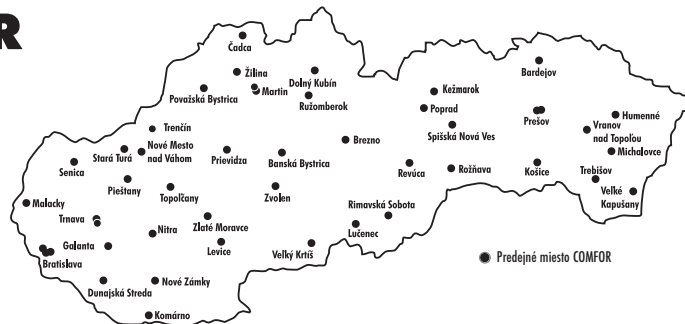 R
Čadca
Žilina
Martin
Dolný Kubín
Ružomberok
Považská Bystrica
Kežmarok
Poprad
Spišská Nová Ves
Bardejov
Prešov
Humenné
Vranov
nad Topoľou
Michalovce
Trenčín
Stará Turá
Nové Mesto
nad Váhom
Prievidza
Banská Bystrica
Brezno
Senica
Piešťany
Topoľčany
Zvolen
Revúca
Rožňava
Košice
Trebišov
Veľké
Kapušany
Malacky
Trnava
Zlaté Moravce
Rimavská Sobota
Lučenec
Galanta
Nitra
Levice
Veľký Krtíš
Bratislava
Dunajská Streda
Nové Zámky
Komárno
Predejné miesto COMFOR